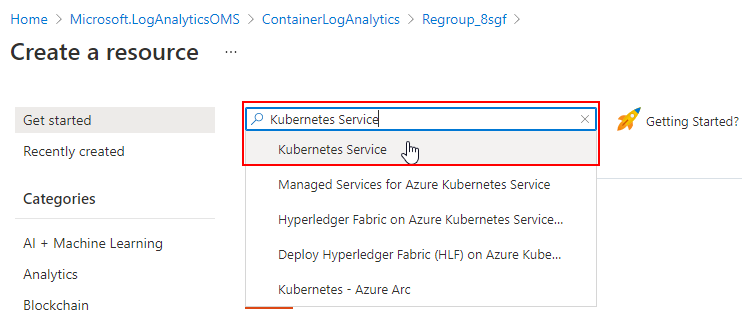 Home > Microsoft.LogAnalyticsOMS > ContainerLogAnalytics > Regroup_8sgf >
Create a resource ...
Get started
Recently created
Categories
AI + Machine Learning
Analytics
Blockchain
Kubernetes Service
Kubernetes Service
Managed Services for Azure Kubernetes Service
Hyperledger Fabric on Azure Kubernetes Service...
Deploy Hyperledger Fabric (HLF) on Azure Kube...
Kubernetes - Azure Arc
Getting Started?